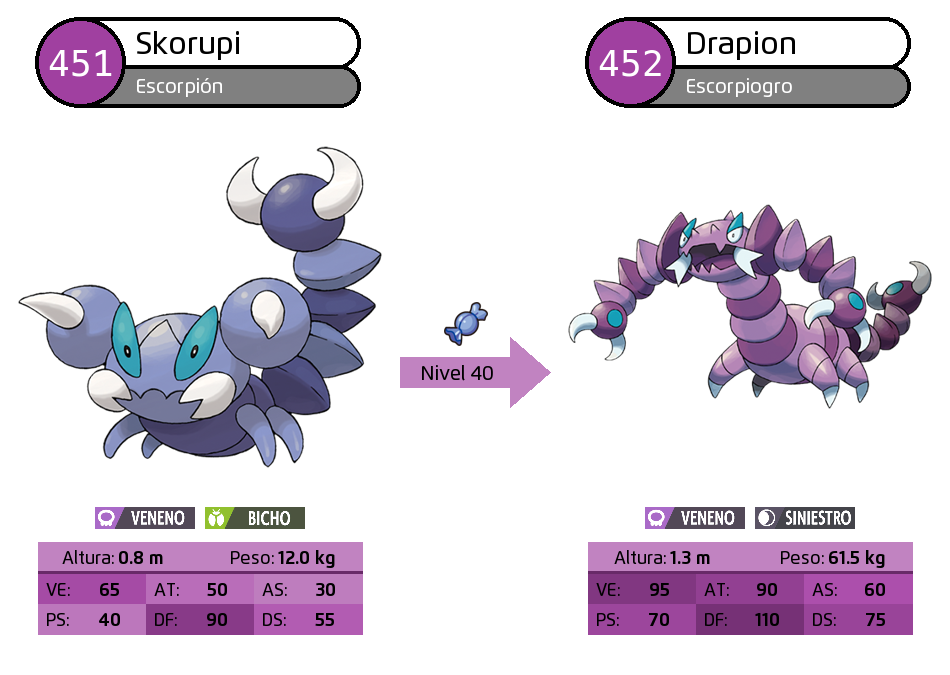 451 Skorupi
Escorpión
452 Drapion
Escorpiogro
Nivel 40
VENENO BICHO
Altura: 0.8 m Peso: 12.0 kg
VE: 65 AT: 50 AS: 30
PS: 40 DF: 90 DS: 55
VENENO SINIESTRO
Altura: 1.3 m Peso: 61.5 kg
VE: 95 AT: 90 AS: 60
PS: 70 DF: 110 DS: 75